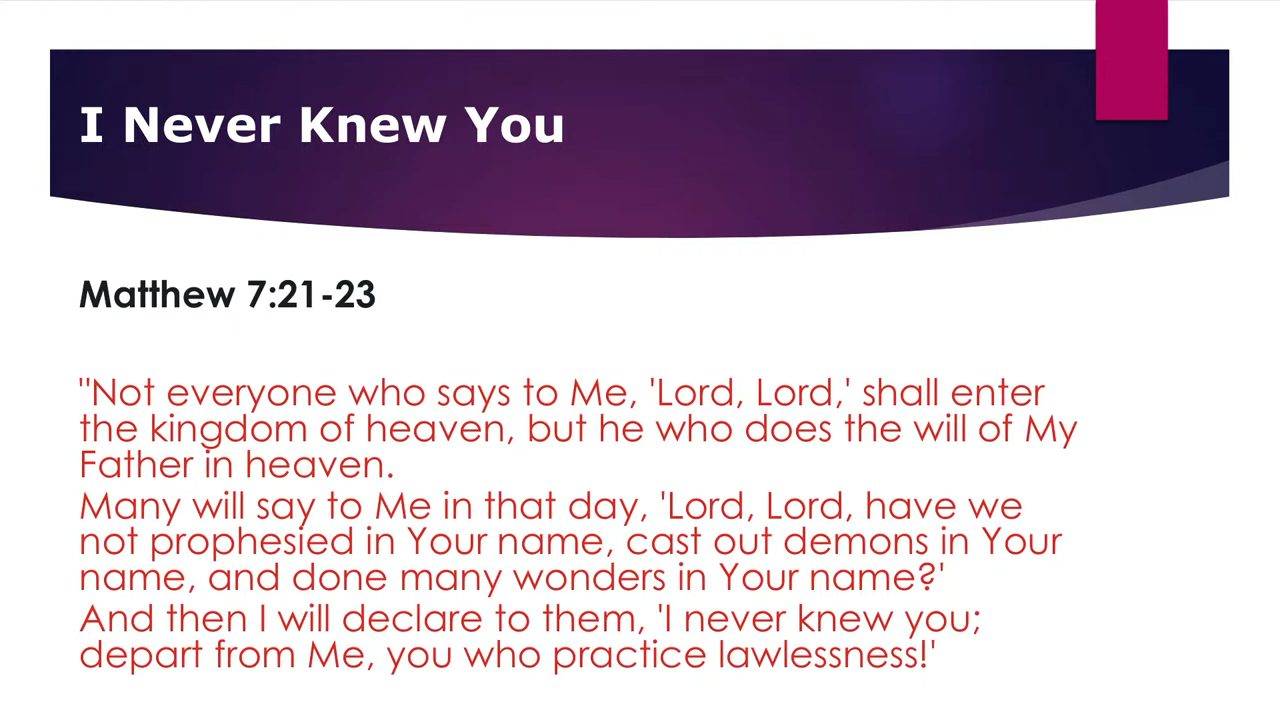 I Never Knew You
Matthew 7:21-23
"Not everyone who says to Me, 'Lord, Lord,' shall enter
the kingdom of heaven, but he who does the will of My
Father in heaven.
Many will say to Me in that day, 'Lord, Lord, have we
not prophesied in Your name, cast out demons in Your
name, and done many wonders in Your name?'
And then I will declare to them, 'I never knew you;
depart from Me, you who practice lawlessness!'